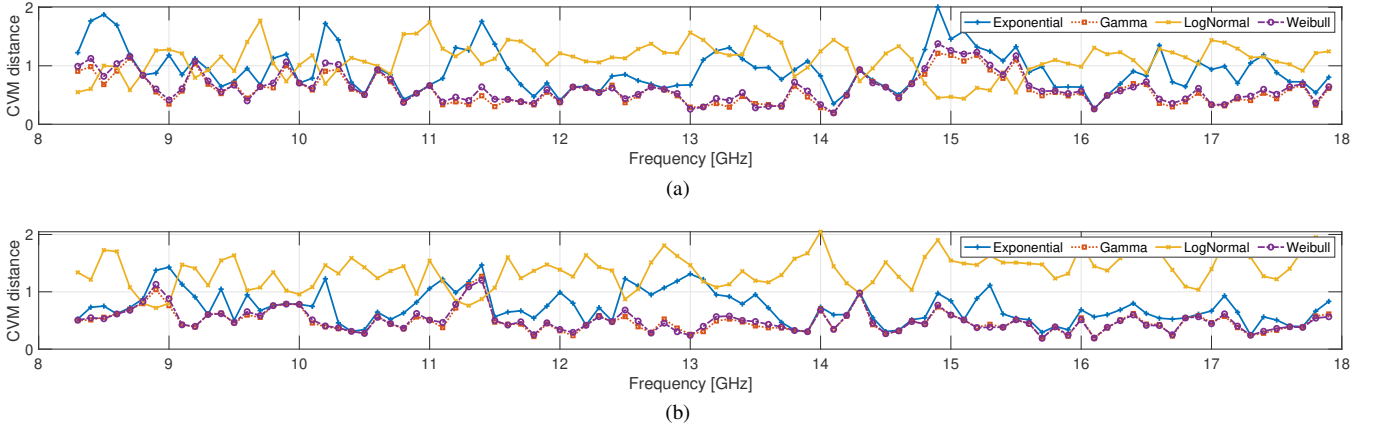 2
Exponential Gamma LogNormal Weibull
CVM distance
1
0
8 9 10 11 12 13 14 15 16 17 18
Frequency [GHz]
(a)
2
Exponential Gamma LogNormal Weibull
CVM distance
1
0
8 9 10 11 12 13 14 15 16 17 18
Frequency [GHz]
(b)